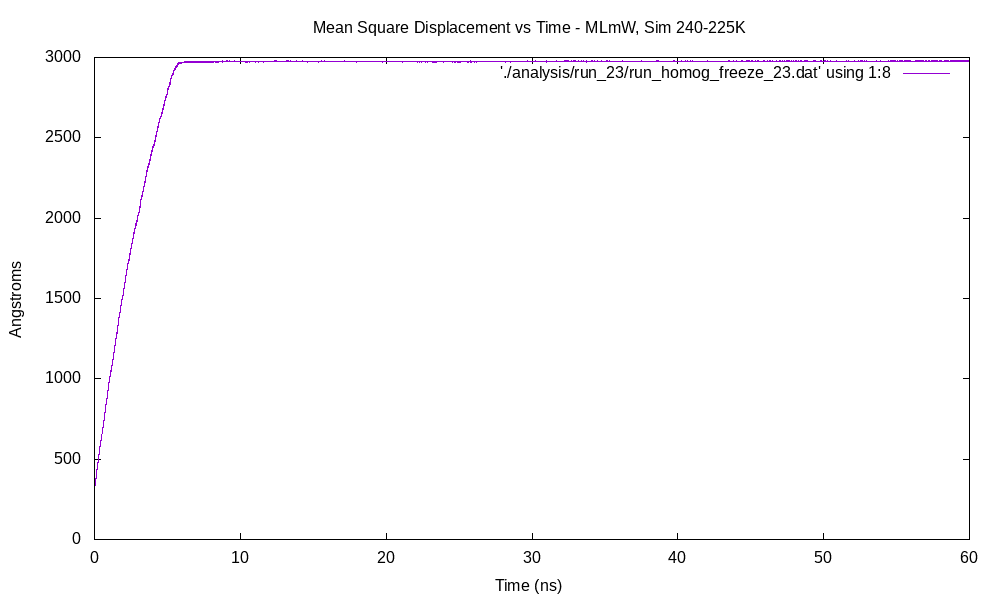 Mean Square Displacement vs Time - MLmW, Sim 240-225K
'./analysis/run_23/run_homog_freeze_23.dat' using 1:8
3000
2500
2000
1500
1000
500
0
Angstroms
0 10 20 30 40 50 60
Time (ns)